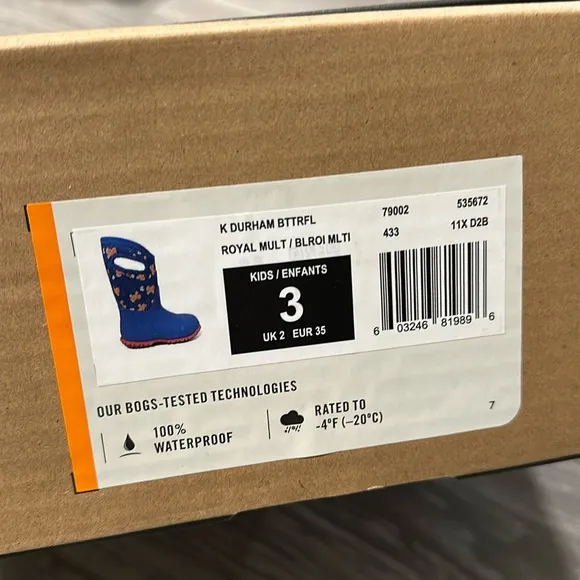 K DURHAM BTTRFL
ROYAL MULT / BLROI MLTI
79002 535672
433 11X D2B
KIDS / ENFANTS
3
UK 2 EUR 35
6 03246 81989 6
OUR BOGS-TESTED TECHNOLOGIES
100%
WATERPROOF
RATED TO
-4°F (-20°C)
7